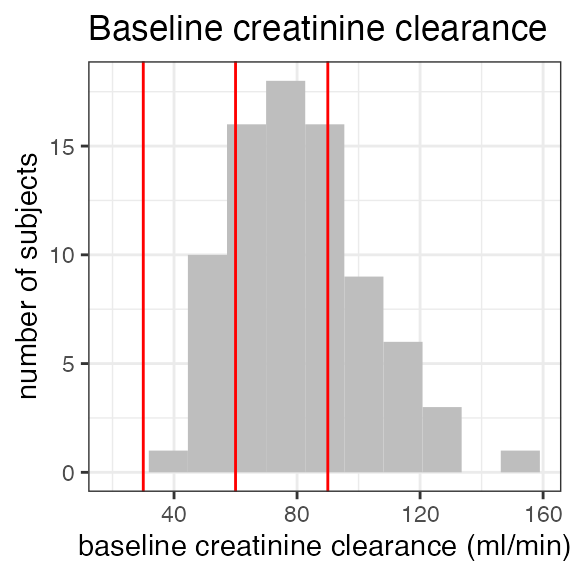 Baseline creatinine clearance
number of subjects
15
10
5
0
40 80 120 160
baseline creatinine clearance (ml/min)